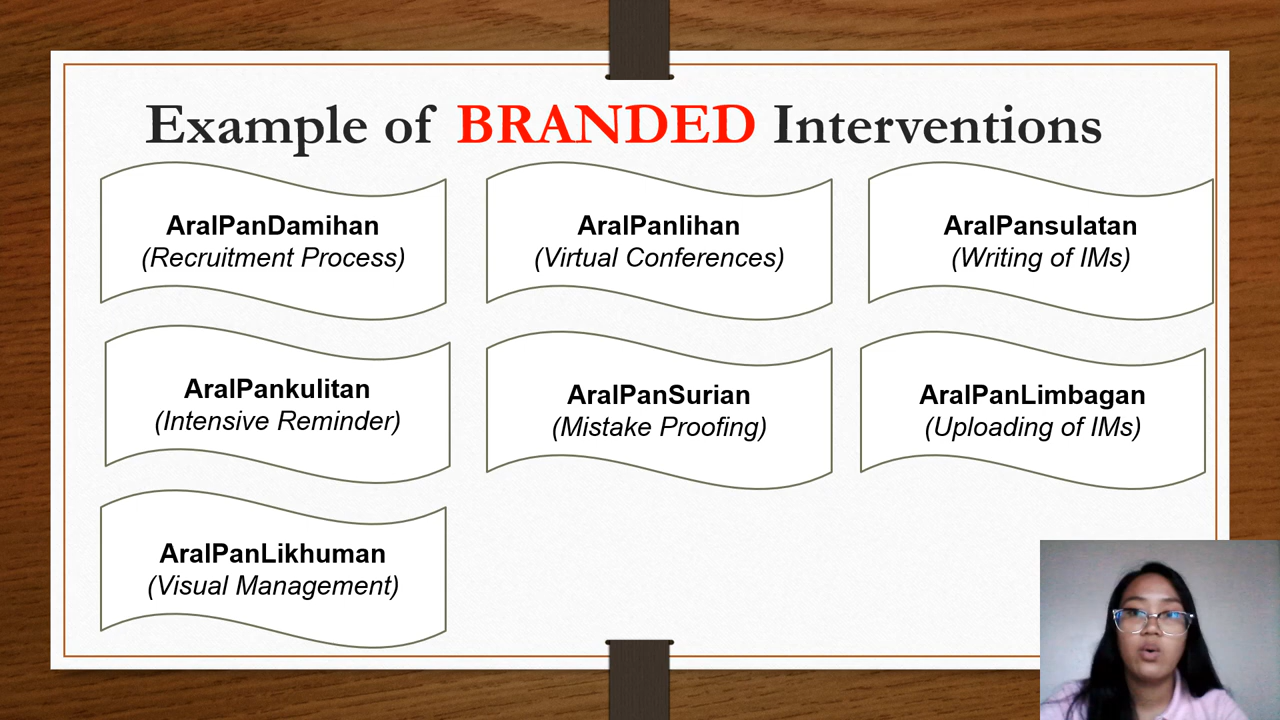 Example of BRANDED Interventions
AralPanDamihan
(Recruitment Process)
AralPanlihan
(Virtual Conferences)
AralPansulatan
(Writing of IMs)
AralPankulitan
(Intensive Reminder)
AralPanSurian
(Mistake Proofing)
AralPanLimbagan
(Uploading of IMs)
AralPanLikhuman
(Visual Management)